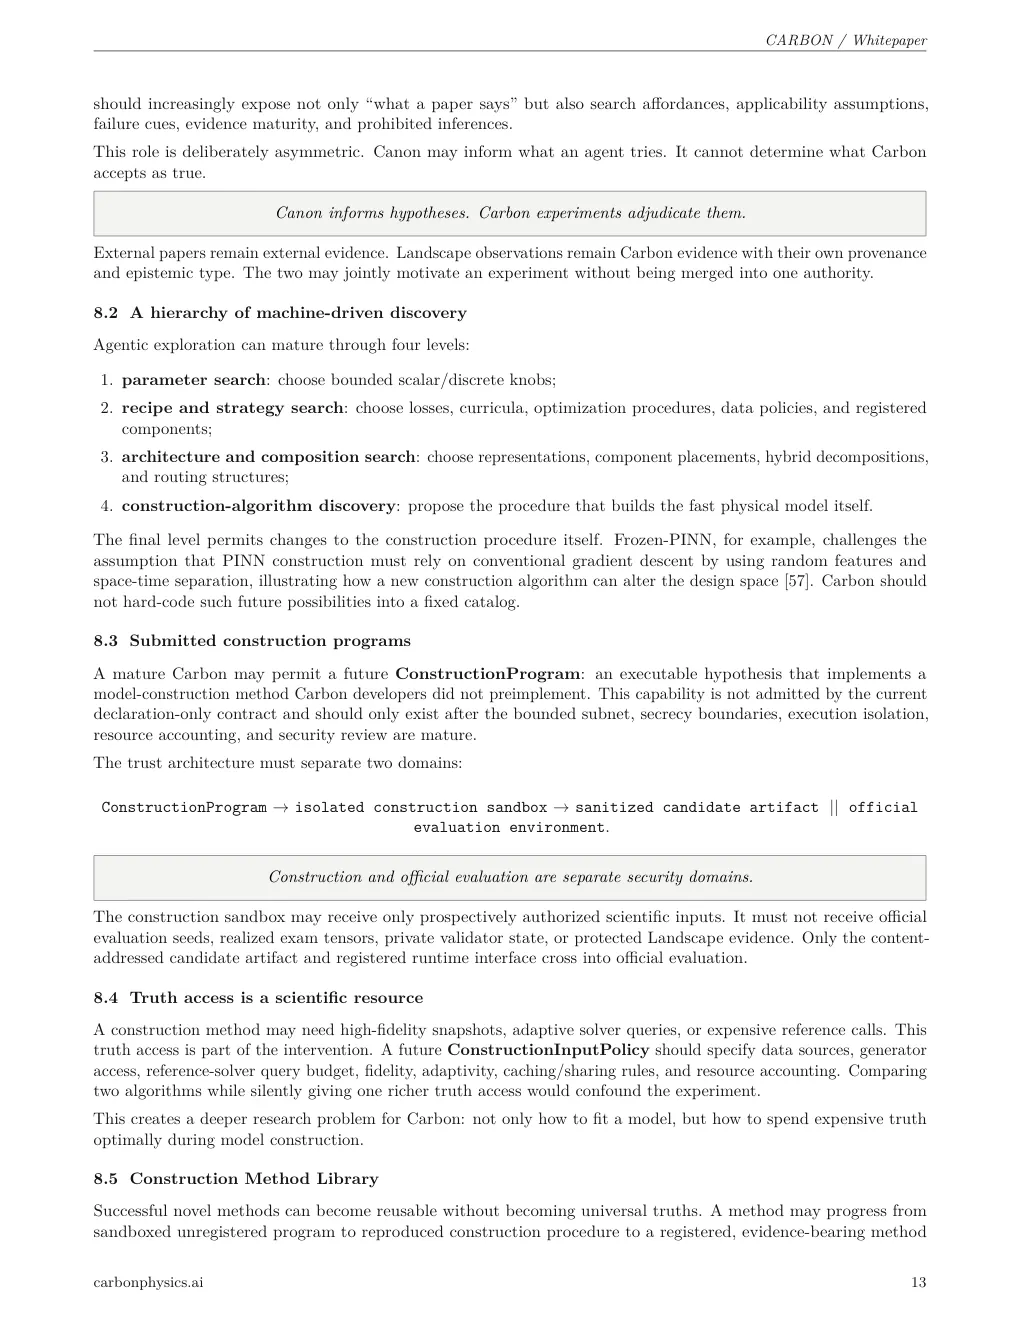 CARBON / Whitepaper
should increasingly expose not only “what a paper says” but also search affordances, applicability assumptions,
failure cues, evidence maturity, and prohibited inferences.
This role is deliberately asymmetric. Canon may inform what an agent tries. It cannot determine what Carbon
accepts as true.
Canon informs hypotheses. Carbon experiments adjudicate them.
External papers remain external evidence. Landscape observations remain Carbon evidence with their own provenance
and epistemic type. The two may jointly motivate an experiment without being merged into one authority.
8.2 A hierarchy of machine-driven discovery
Agentic exploration can mature through four levels:
1. parameter search: choose bounded scalar/discrete knobs;
2. recipe and strategy search: choose losses, curricula, optimization procedures, data policies, and registered
components;
3. architecture and composition search: choose representations, component placements, hybrid decompositions,
and routing structures;
4. construction-algorithm discovery: propose the procedure that builds the fast physical model itself.
The final level permits changes to the construction procedure itself. Frozen-PINN, for example, challenges the
assumption that PINN construction must rely on conventional gradient descent by using random features and
space-time separation, illustrating how a new construction algorithm can alter the design space [57]. Carbon should
not hard-code such future possibilities into a fixed catalog.
8.3 Submitted construction programs
A mature Carbon may permit a future ConstructionProgram: an executable hypothesis that implements a
model-construction method Carbon developers did not preimplement. This capability is not admitted by the current
declaration-only contract and should only exist after the bounded subnet, secrecy boundaries, execution isolation,
resource accounting, and security review are mature.
The trust architecture must separate two domains:
ConstructionProgram → isolated construction sandbox → sanitized candidate artifact || official
evaluation environment.
Construction and official evaluation are separate security domains.
The construction sandbox may receive only prospectively authorized scientific inputs. It must not receive official
evaluation seeds, realized exam tensors, private validator state, or protected Landscape evidence. Only the content-
addressed candidate artifact and registered runtime interface cross into official evaluation.
8.4 Truth access is a scientific resource
A construction method may need high-fidelity snapshots, adaptive solver queries, or expensive reference calls. This
truth access is part of the intervention. A future ConstructionInputPolicy should specify data sources, generator
access, reference-solver query budget, fidelity, adaptivity, caching/sharing rules, and resource accounting. Comparing
two algorithms while silently giving one richer truth access would confound the experiment.
This creates a deeper research problem for Carbon: not only how to fit a model, but how to spend expensive truth
optimally during model construction.
8.5 Construction Method Library
Successful novel methods can become reusable without becoming universal truths. A method may progress from
sandboxed unregistered program to reproduced construction procedure to a registered, evidence-bearing method
carbonphysics.ai
13